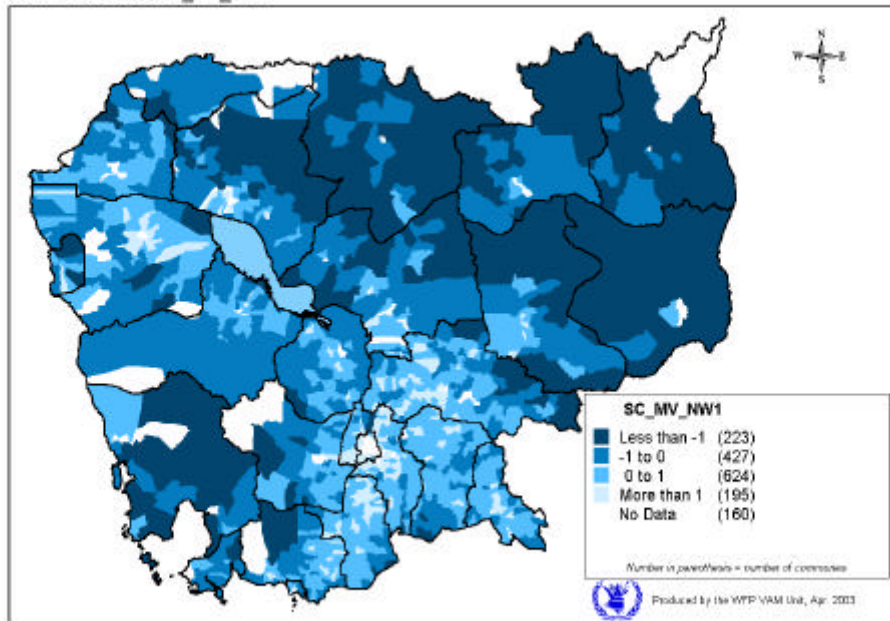 N
W E
S
SC_MV_NW1
Less than -1 (223)
-1 to 0 (427)
0 to 1 (624)
More than 1 (195)
No Data (160)
Number in parenthesis = number of communes
Produced by the WFP VAM Unit, Apr. 2003